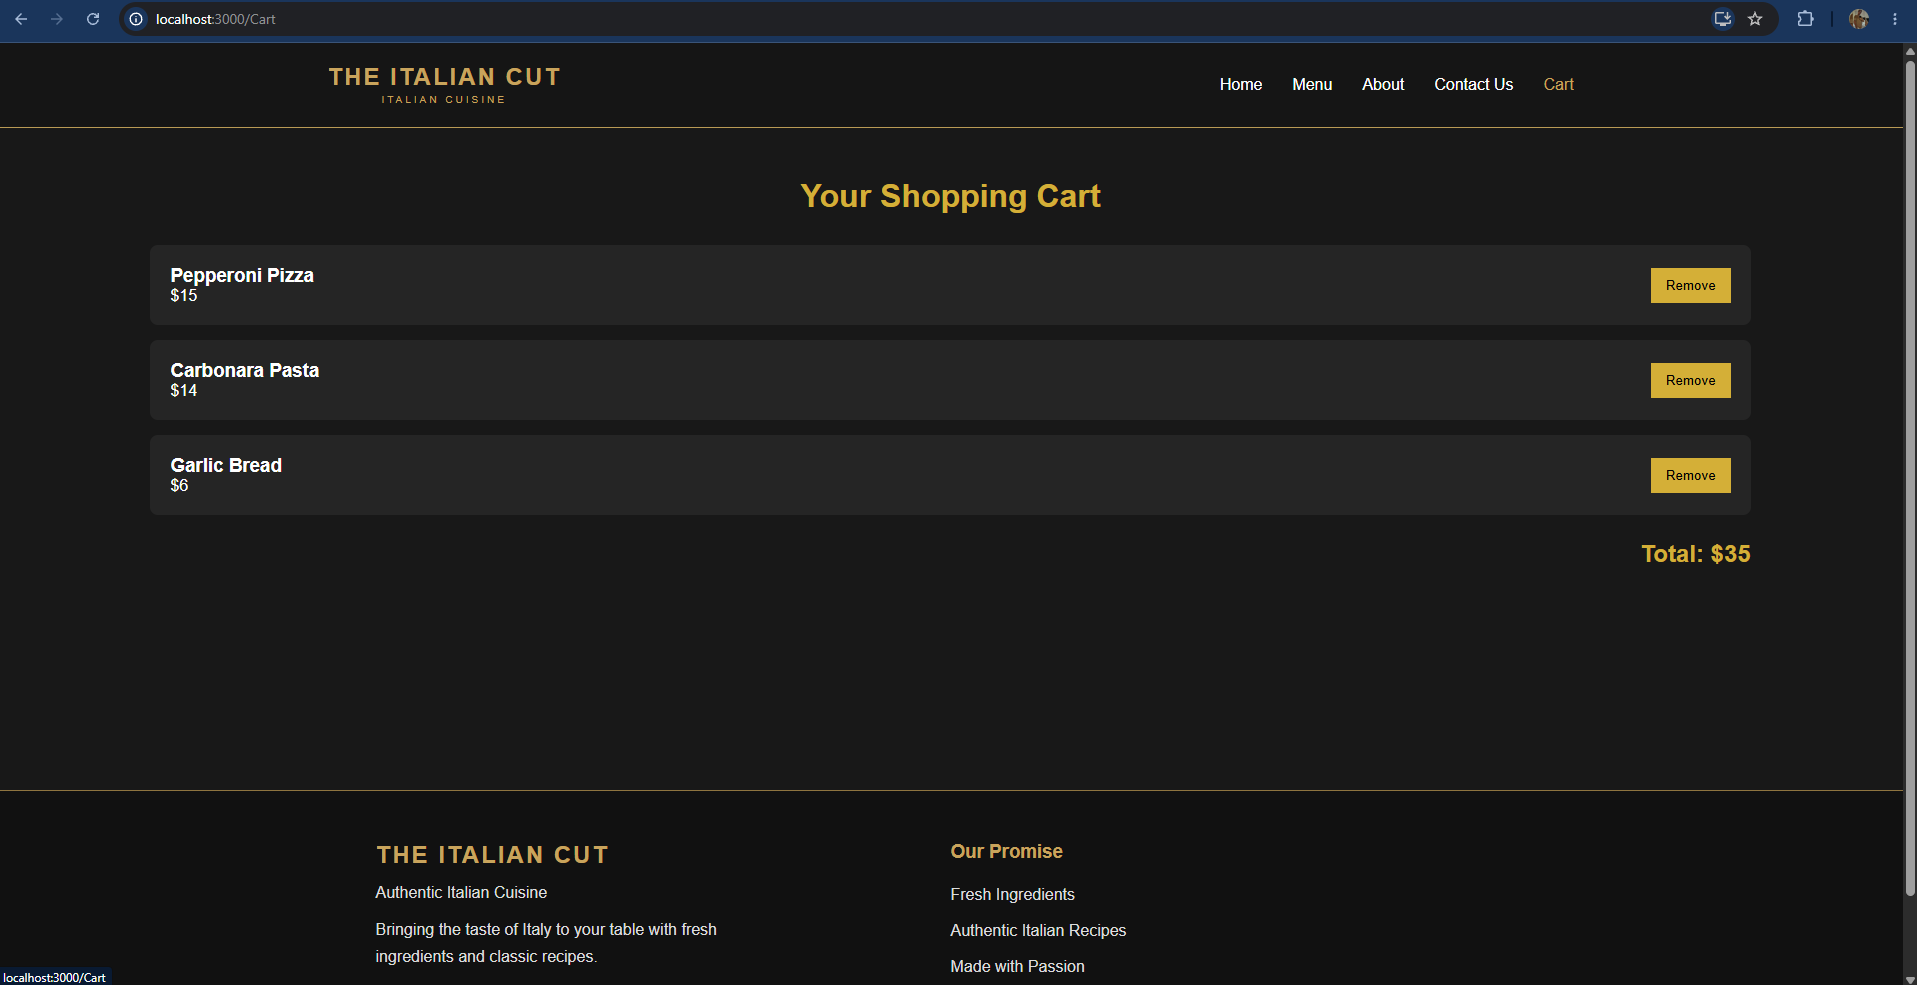 localhost:3000/Cart
THE ITALIAN CUT
ITALIAN CUISINE
Home Menu About Contact Us Cart
Your Shopping Cart
Pepperoni Pizza
$15
Remove
Carbonara Pasta
$14
Remove
Garlic Bread
$6
Remove
Total: $35
THE ITALIAN CUT
Authentic Italian Cuisine
Bringing the taste of Italy to your table with fresh
ingredients and classic recipes.
Our Promise
Fresh Ingredients
Authentic Italian Recipes
Made with Passion
localhost:3000/Cart